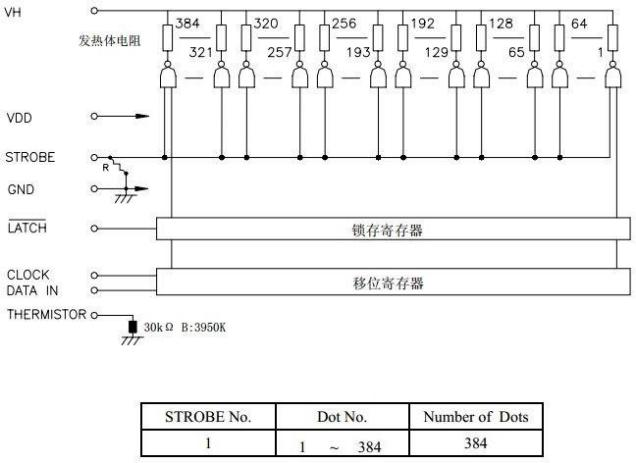 VH
384 320 256 192 128 64
发热体电阻
321 257 193 129 65 1
VDD
STROBE
R
GND
LATCH
锁存寄存器
CLOCK
移位寄存器
DATA IN
THERMISTOR
30kΩ B:3950K
STROBE No. Dot No. Number of Dots
1 1 ~ 384 384